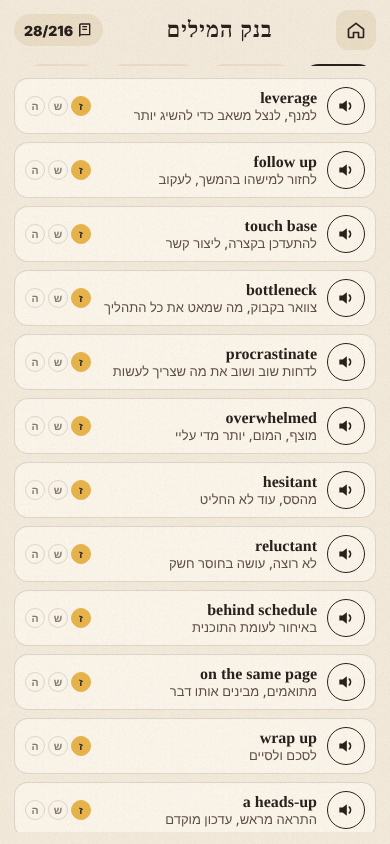 בנק המילים
28/216
leverage
למנף, לנצל משאב כדי להשיג יותר
ז ש ה
follow up
לחזור למישהו בהמשך, לעקוב
ז ש ה
touch base
להתעדכן בקצרה, ליצור קשר
ז ש ה
bottleneck
צוואר בקבוק, מה שמאט את כל התהליך
ז ש ה
procrastinate
לדחות שוב ושוב את מה שצריך לעשות
ז ש ה
overwhelmed
מוצף, המום, יותר מדי עליי
ז ש ה
hesitant
מהסס, עוד לא החליט
ז ש ה
reluctant
לא רוצה, עושה בחוסר חשק
ז ש ה
behind schedule
באיחור לעומת התוכנית
ז ש ה
on the same page
מתואמים, מבינים אותו דבר
ז ש ה
wrap up
לסכם ולסיים
ז ש ה
a heads-up
התראה מראש, עדכון מוקדם
ז ש ה